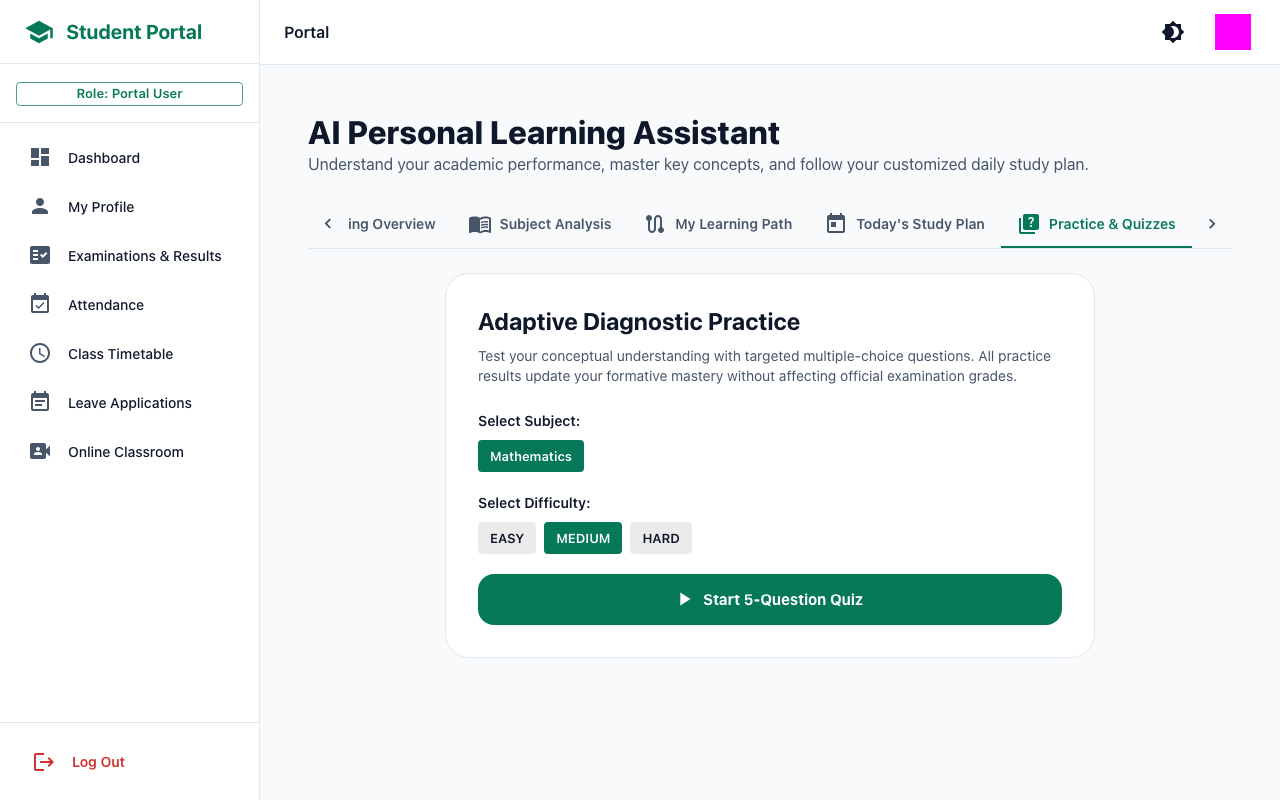 Student Portal
Portal
Role: Portal User
Dashboard
My Profile
Examinations & Results
Attendance
Class Timetable
Leave Applications
Online Classroom
Log Out
AI Personal Learning Assistant
Understand your academic performance, master key concepts, and follow your customized daily study plan.
ing Overview
Subject Analysis
My Learning Path
Today's Study Plan
Practice & Quizzes
Adaptive Diagnostic Practice
Test your conceptual understanding with targeted multiple-choice questions. All practice
results update your formative mastery without affecting official examination grades.
Select Subject:
Mathematics
Select Difficulty:
EASY
MEDIUM
HARD
Start 5-Question Quiz